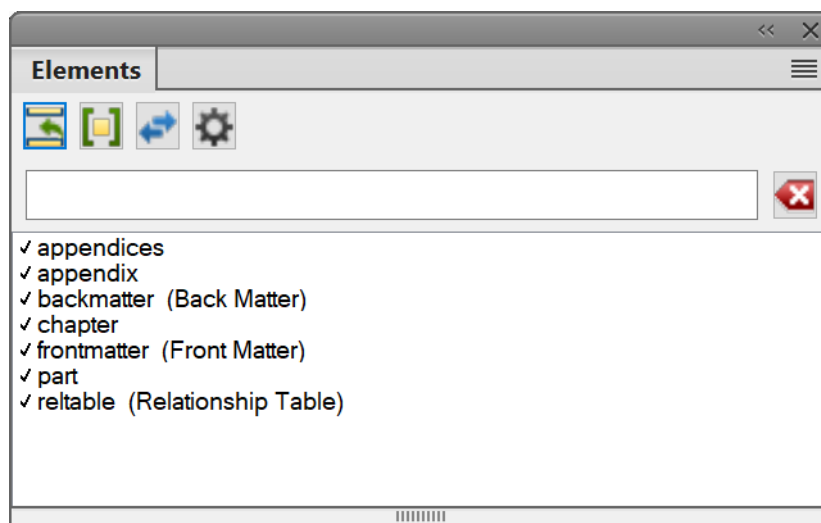 Elements
✓ appendices
✓ appendix
✓ backmatter (Back Matter)
✓ chapter
✓ frontmatter (Front Matter)
✓ part
✓ reltable (Relationship Table)